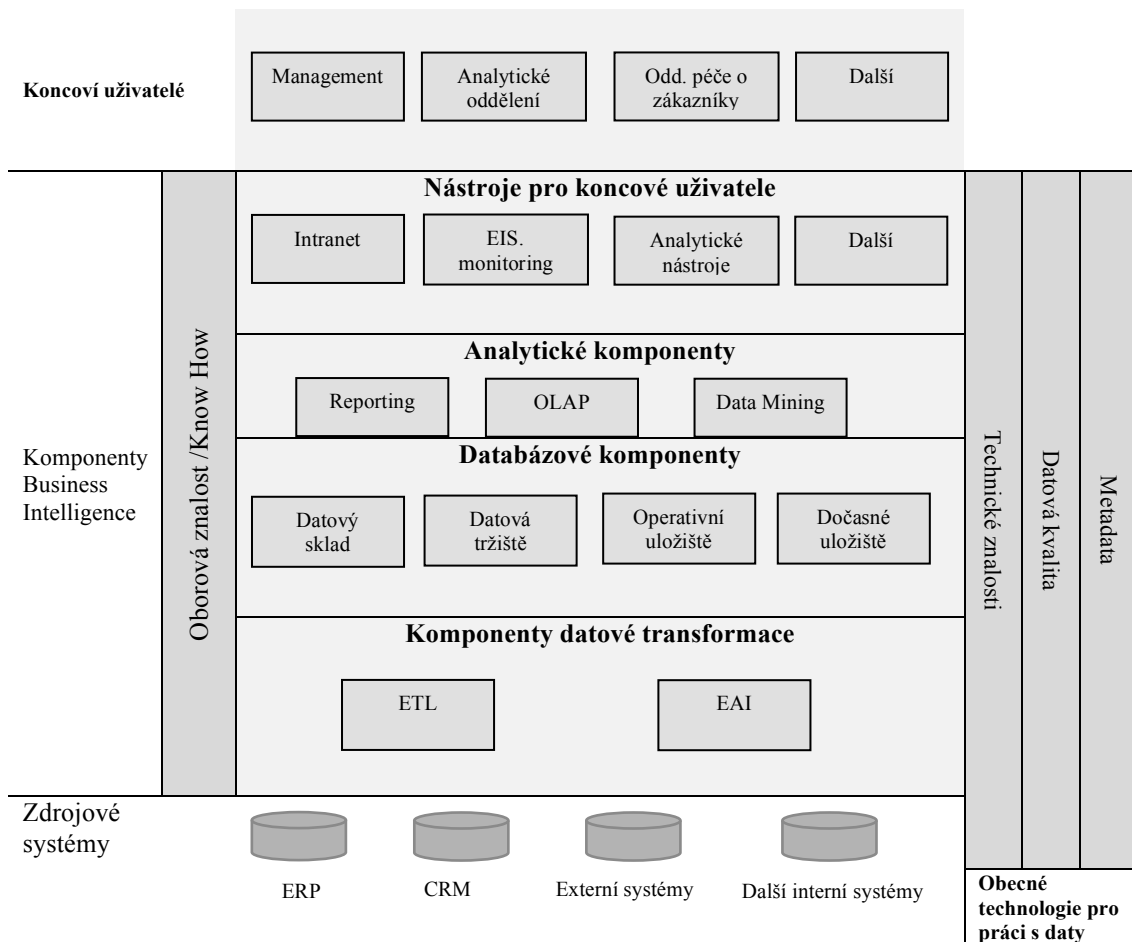 Koncoví uživatelé
Management
Analytické
oddělení
Odd. péče o
zákazníky
Další
Nástroje pro koncové uživatele
Intranet
EIS.
monitoring
Analytické
nástroje
Další
Analytické komponenty
Reporting
OLAP
Data Mining
Komponenty
Business
Intelligence
Oborová znalost /Know How
Databázové komponenty
Datový
sklad
Datová
tržiště
Operativní
uložiště
Dočasné
uložiště
Technické znalosti
Datová kvalita
Metadata
Komponenty datové transformace
ETL
EAI
Zdrojové
systémy
ERP
CRM
Externí systémy
Další interní systémy
Obecné
technologie pro
práci s daty